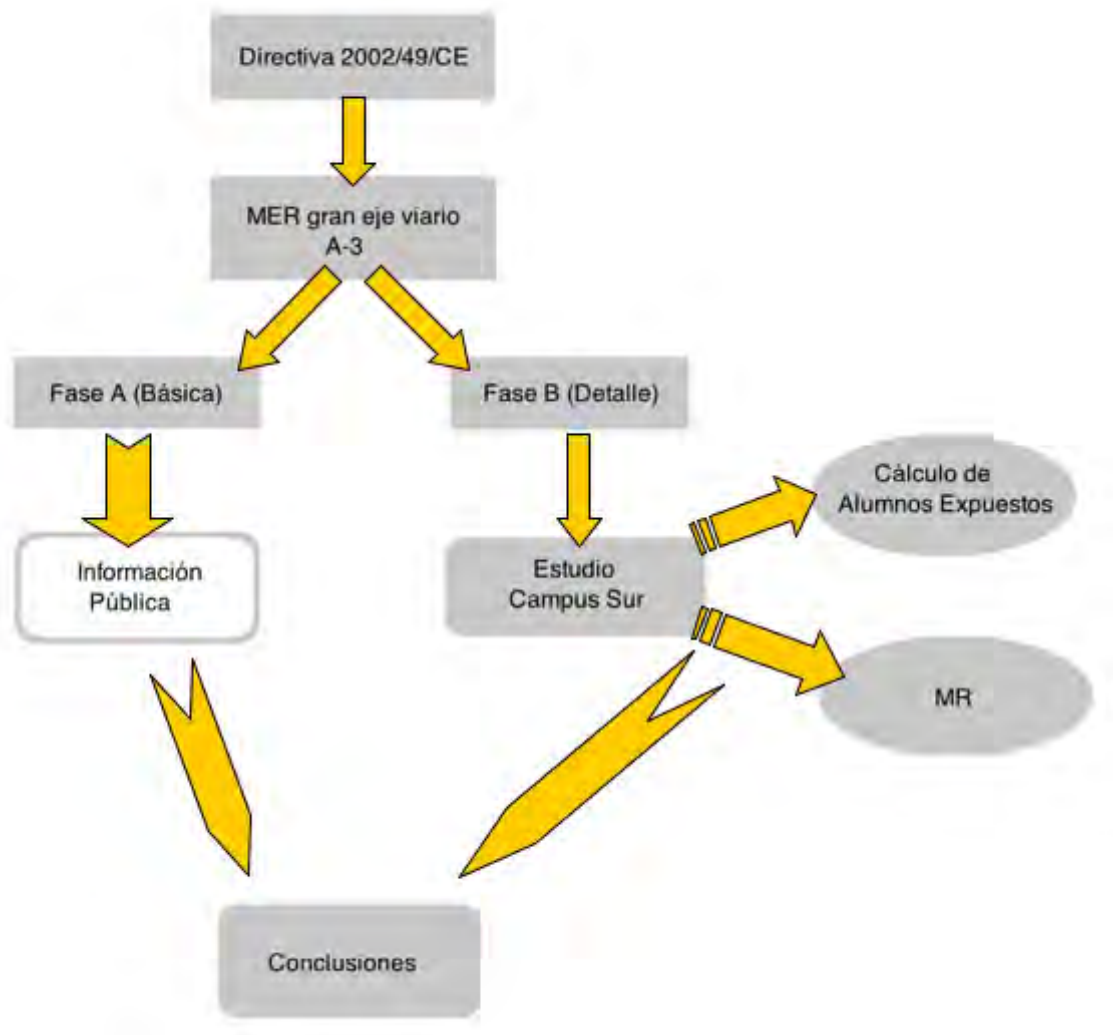 Directiva 2002/49/CE
MER gran eje viario
A-3
Fase A (Básica)
Fase B (Detalle)
Cálculo de
Alumnos Expuestos
Información
Pública
Estudio
Campus Sur
MR
Conclusiones